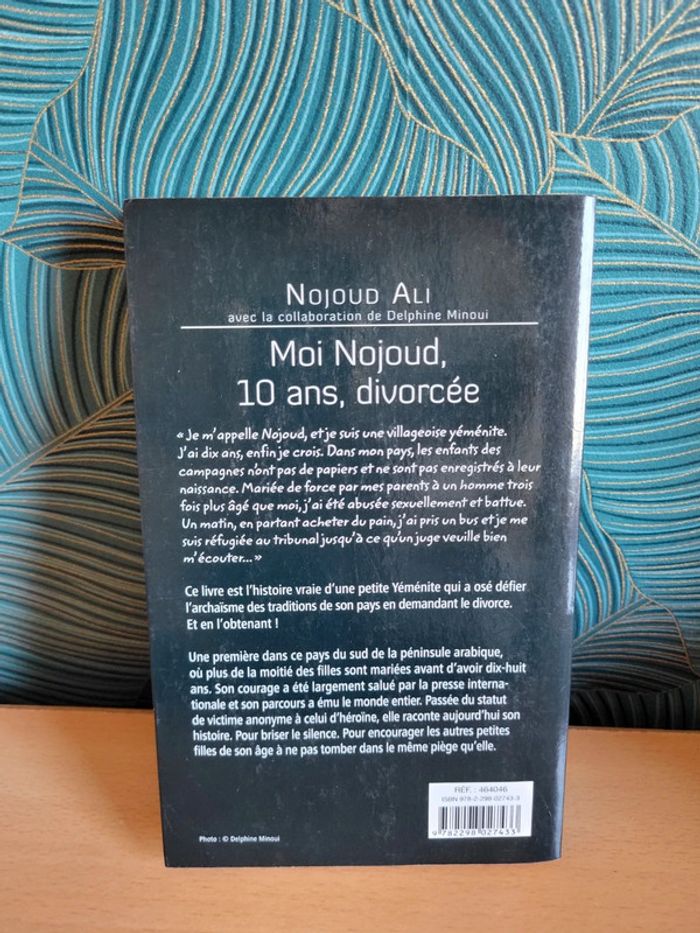 NOJOUD ALI
avec la collaboration de Delphine Minoui
Moi Nojoud,
10 ans, divorcée
« Je m'appelle Nojoud, et je suis une villageoise yéménite.
J'ai dix ans, enfin je crois. Dans mon pays, les enfants des
campagnes n'ont pas de papiers et ne sont pas enregistrés à leur
naissance. Mariée de force par mes parents à un homme trois
fois plus âgé que moi, j'ai été abusée sexuellement et battue.
Un matin, en partant acheter du pain, j'ai pris un bus et je me
suis réfugiée au tribunal jusqu'à ce qu'un juge veuille bien
m'écouter... »
Ce livre est l'histoire vraie d'une petite Yéménite qui a osé défier
l'archaïsme des traditions de son pays en demandant le divorce.
Et en l'obtenant !
Une première dans ce pays du sud de la péninsule arabique,
où plus de la moitié des filles sont mariées avant d'avoir dix-huit
ans. Son courage a été largement salué par la presse interna-
tionale et son parcours a ému le monde entier. Passée du statut
de victime anonyme à celui d'héroïne, elle raconte aujourd'hui son
histoire. Pour briser le silence. Pour encourager les autres petites
filles de son âge à ne pas tomber dans le même piège qu'elle.
RÉF. : 464046
ISBN 978-2-298-02743-3
9 782298 027433
Photo : © Delphine Minoui